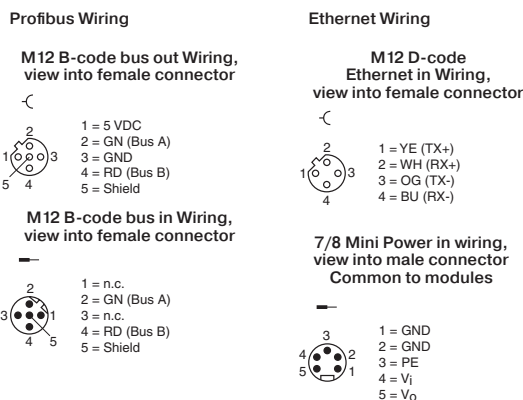 Profibus Wiring
M12 B-code bus out Wiring,
view into female connector
2
1
3
5
4
1 = 5 VDC
2 = GN (Bus A)
3 = GND
4 = RD (Bus B)
5 = Shield
M12 B-code bus in Wiring,
view into female connector
2
3
1
4
5
1 = n.c.
2 = GN (Bus A)
3 = n.c.
4 = RD (Bus B)
5 = Shield
Ethernet Wiring
M12 D-code
Ethernet in Wiring,
view into female connector
2
1
3
4
1 = YE (TX+)
2 = WH (RX+)
3 = OG (TX-)
4 = BU (RX-)
7/8 Mini Power in wiring,
view into male connector
Common to modules
3
4
2
5
1
1 = GND
2 = GND
3 = PE
4 = Vi
5 = Vo